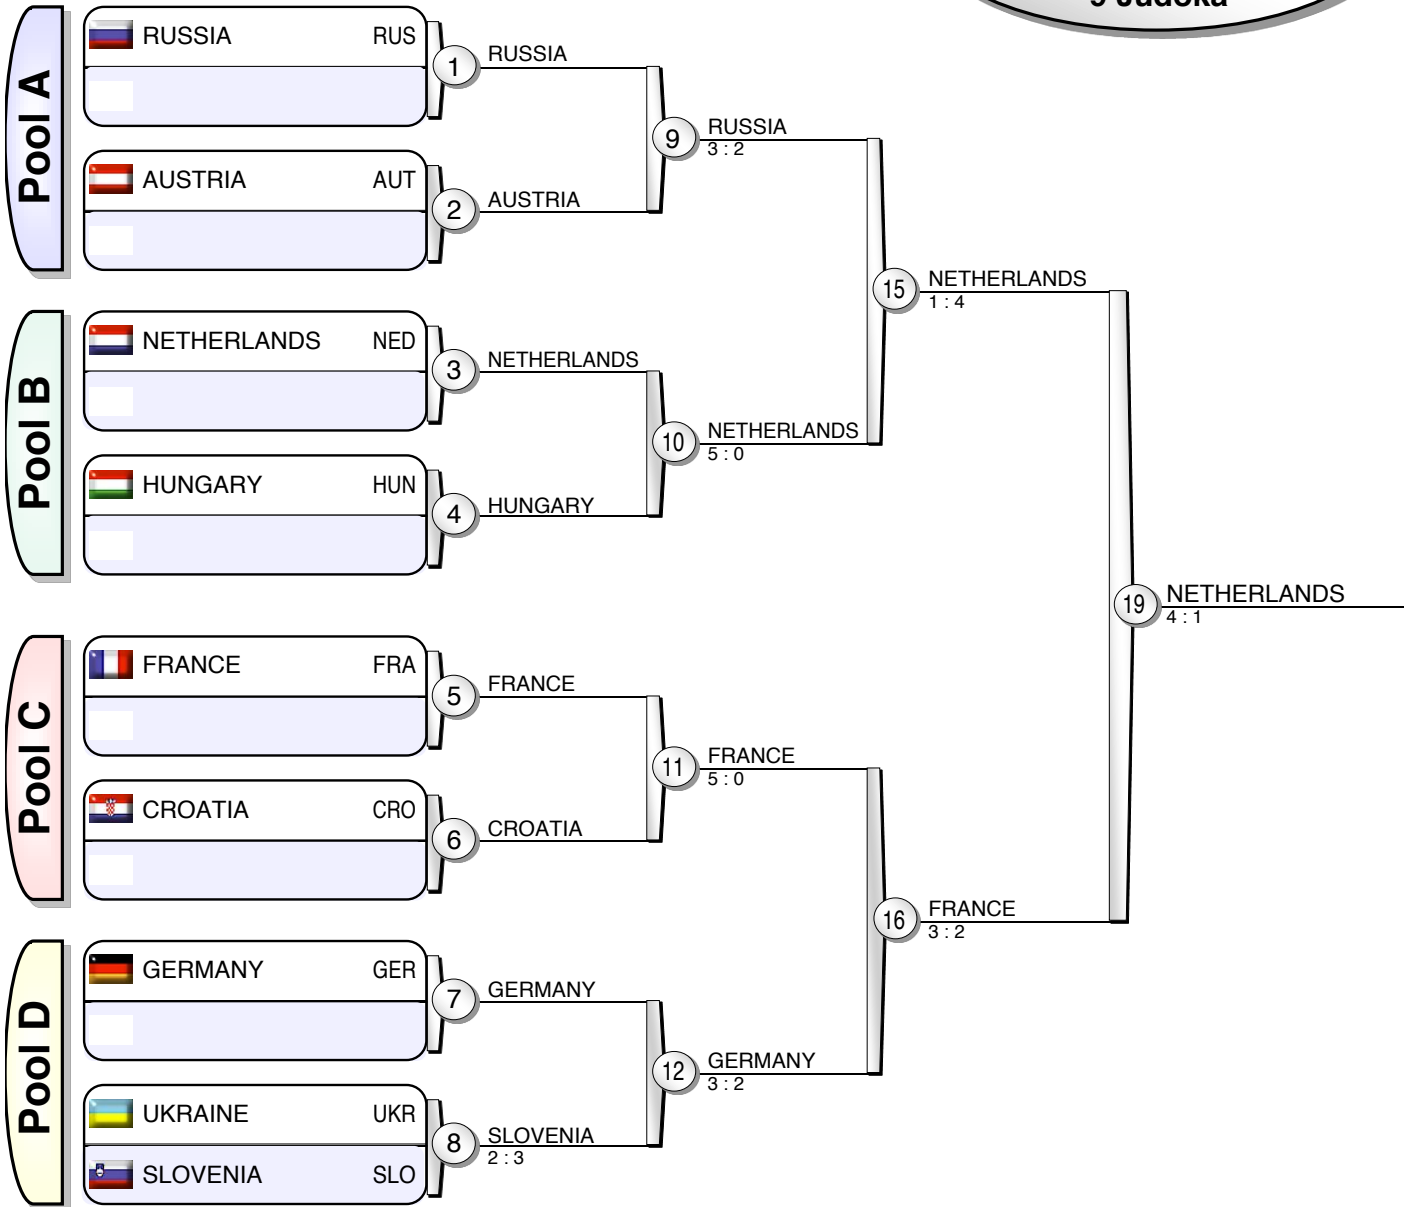 9 Judoka
Pool A
RUSSIA RUS
1
RUSSIA
9
RUSSIA
3 : 2
AUSTRIA AUT
2
AUSTRIA
15
NETHERLANDS
1 : 4
Pool B
NETHERLANDS NED
3
NETHERLANDS
10
NETHERLANDS
5 : 0
HUNGARY HUN
4
HUNGARY
19
NETHERLANDS
4 : 1
Pool C
FRANCE FRA
5
FRANCE
11
FRANCE
5 : 0
CROATIA CRO
6
CROATIA
16
FRANCE
3 : 2
Pool D
GERMANY GER
7
GERMANY
12
GERMANY
3 : 2
UKRAINE UKR
8
SLOVENIA
2 : 3
SLOVENIA SLO